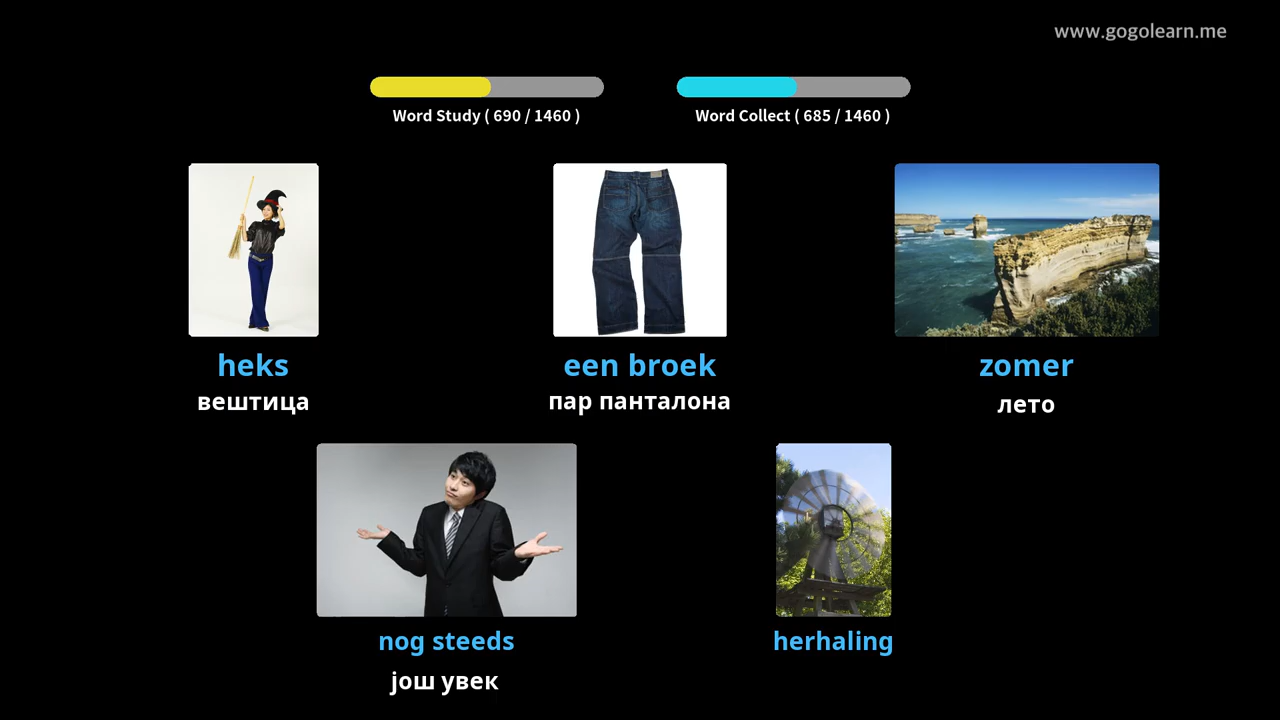 www.gogolearn.me
Word Study ( 690 / 1460 )
Word Collect ( 685 / 1460 )
heks
вештица
een broek
пар панталона
zomer
лето
nog steeds
још увек
herhaling